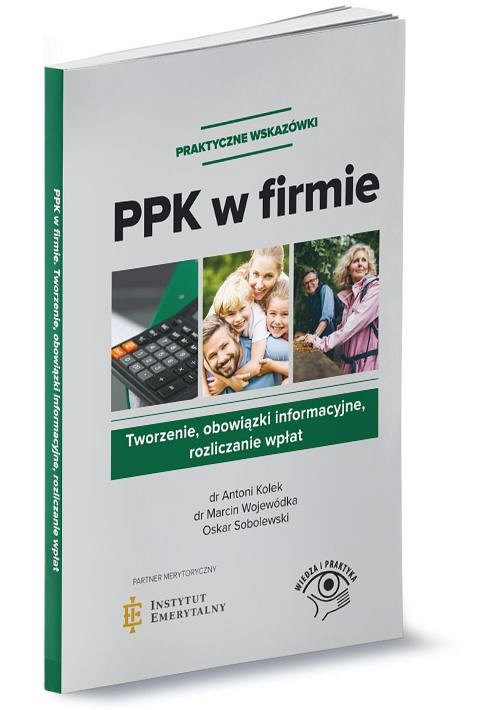 PRAKTYCZNE WSKAZÓWKI
PPK w firmie
Tworzenie, obowiązki informacyjne,
rozliczanie wpłat
dr Antoni Kolek
dr Marcin Wojewódka
Oskar Sobolewski
PARTNER MERYTORYCZNY
INSTYTUT
EMERYTALNY
WIEDZA I PRAKTYKA
PPK w firmie. Tworzenie, obowiązki informacyjne, rozliczanie wpłat